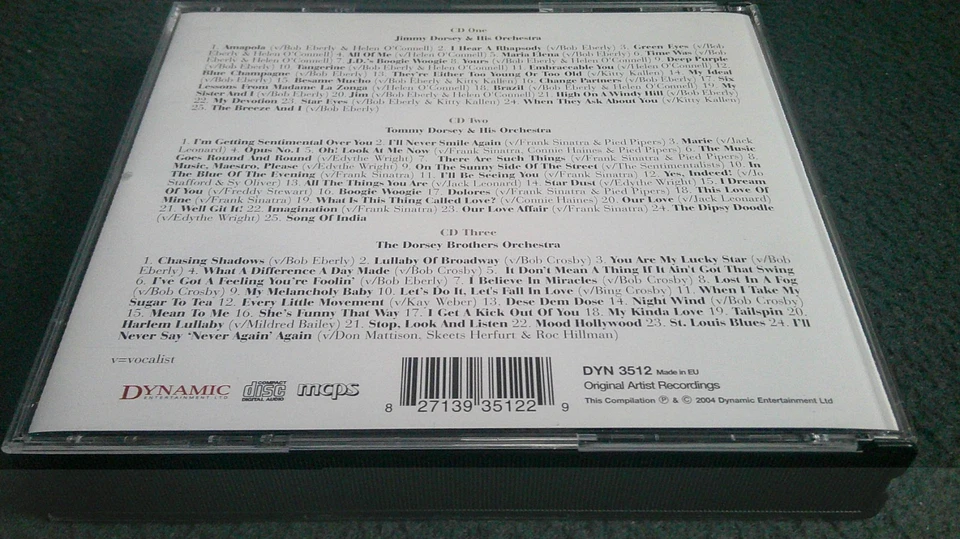 CD One
Jimmy Dorsey & His Orchestra
1. Amapola (v/Bob Eberly & Helen O'Connell) 2. I Hear A Rhapsody (v/Bob Eberly) 3. Green Eyes (v/Bob
Eberly & Helen O'Connell) 4. All Of Me (v/Helen O'Connell) 5. Maria Elena (v/Bob Eberly) 6. Time Was (v/Bob
Eberly & Helen O'Connell) 7. J.D.'s Boogie Woogie 8. Yours (v/Bob Eberly & Helen O'Connell) 9. Deep Purple
(v/Bob Eberly) 10. Tangerine (v/Bob Eberly & Helen O'Connell) 11. Embraceable You (v/Helen O'Connell) 12.
Blue Champagne (v/Bob Eberly) 13. They're Either Too Young Or Too Old (v/Kitty Kallen) 14. My Ideal
(v/Bob Eberly) 15. Besame Mucho (v/Bob Eberly & Kitty Kallen) 16. Change Partners (v/Bob Eberly) 17. Six
Lessons From Madame La Zonga (v/Helen O'Connell) 18. Brazil (v/Bob Eberly & Helen O'Connell) 19. My
Sister And I (v/Bob Eberly) 20. Jim (v/Bob Eberly & Helen O'Connell) 21. High On A Windy Hill (v/Bob Eberly)
22. My Devotion 23. Star Eyes (v/Bob Eberly & Kitty Kallen) 24. When They Ask About You (v/Kitty Kallen)
25. The Breeze And I (v/Bob Eberly)
CD Two
Tommy Dorsey & His Orchestra
1. I'm Getting Sentimental Over You 2. I'll Never Smile Again (v/Frank Sinatra & Pied Pipers) 3. Marie (v/Jack
Leonard) 4. Opus No.1 5. Oh! Look At Me Now (v/Frank Sinatra, Connie Haines & Pied Pipers) 6. The Music
Goes Round And Round (v/Edythe Wright) 7. There Are Such Things (v/Frank Sinatra & Pied Pipers) 8.
Music, Maestro, Please (v/Edythe Wright) 9. On The Sunny Side Of The Street (v/The Sentimentalists) 10. In
The Blue Of The Evening (v/Frank Sinatra) 11. I'll Be Seeing You (v/Frank Sinatra) 12. Yes, Indeed! (v/Jo
Stafford & Sy Oliver) 13. All The Things You Are (v/Jack Leonard) 14. Star Dust (v/Edythe Wright) 15. I Dream
Of You (v/Freddy Stewart) 16. Boogie Woogie 17. Dolores (v/Frank Sinatra & Pied Pipers) 18. This Love Of
Mine (v/Frank Sinatra) 19. What Is This Thing Called Love? (v/Connie Haines) 20. Our Love (v/Jack Leonard)
21. Well Git It! 22. Imagination (v/Frank Sinatra) 23. Our Love Affair (v/Frank Sinatra) 24. The Dipsy Doodle
(v/Edythe Wright) 25. Song Of India
CD Three
The Dorsey Brothers Orchestra
1. Chasing Shadows (v/Bob Eberly) 2. Lullaby Of Broadway (v/Bob Crosby) 3. You Are My Lucky Star (v/Bob
Eberly) 4. What A Difference A Day Made (v/Bob Crosby) 5. It Don't Mean A Thing If It Ain't Got That Swing
6. I've Got A Feeling You're Foolin' (v/Bob Eberly) 7. I Believe In Miracles (v/Bob Crosby) 8. Lost In A Fog
(v/Bob Crosby) 9. My Melancholy Baby 10. Let's Do It, Let's Fall In Love (v/Bing Crosby) 11. When I Take My
Sugar To Tea 12. Every Little Movement (v/Kay Weber) 13. Dese Dem Dose 14. Night Wind (v/Bob Crosby)
15. Mean To Me 16. She's Funny That Way 17. I Get A Kick Out Of You 18. My Kinda Love 19. Tailspin 20.
Harlem Lullaby (v/Mildred Bailey) 21. Stop, Look And Listen 22. Mood Hollywood 23. St. Louis Blues 24. I'll
Never Say 'Never Again' Again (v/Don Mattison, Skeets Herfurt & Roc Hillman)
v=vocalist
DYNAMIC
ENTERTAINMENT LTD
COMPACT
disc
DIGITAL AUDIO
mcps
8 27139 35122 9
DYN 3512 Made in EU
Original Artist Recordings
This Compilation ℗ & © 2004 Dynamic Entertainment Ltd